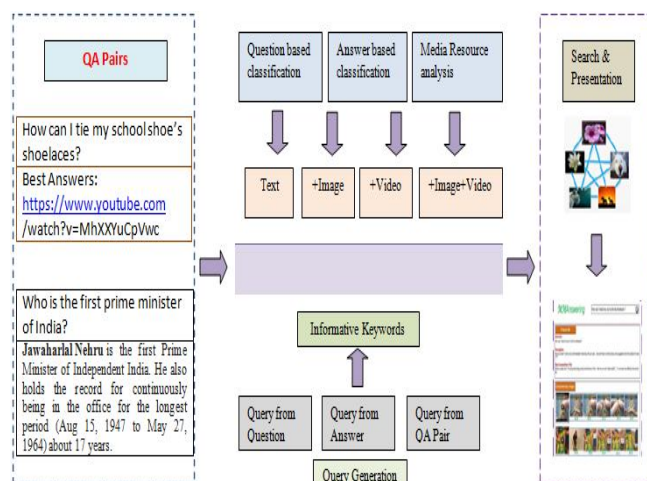 QA Pairs
How can I tie my school shoe's
shoelaces?
Best Answers:
https://www.youtube.com
/watch?v=MhXXYuCpVwc
Who is the first prime minister
of India?
Jawaharlal Nehru is the first Prime
Minister of Independent India. He also
holds the record for continuously
being in the office for the longest
period (Aug 15, 1947 to May 27,
1964) about 17 years.
Question based
classification
Answer based
classification
Media Resource
analysis
Text
+Image
+Video
+Image+Video
Informative Keywords
Query from
Question
Query from
Answer
Query from
QA Pair
Query Generation
Search &
Presentation